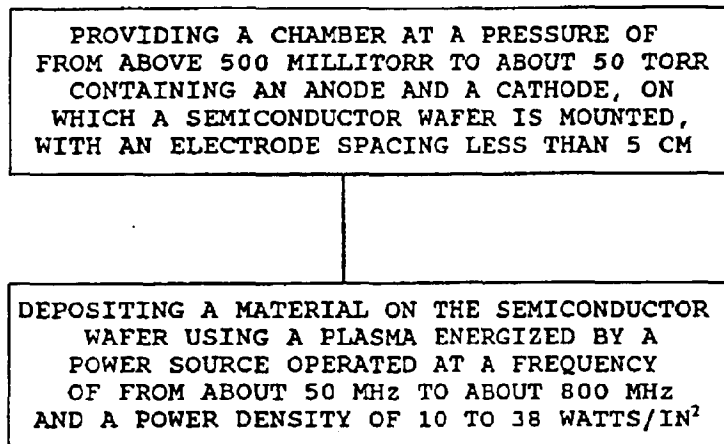 PROVIDING A CHAMBER AT A PRESSURE OF
FROM ABOVE 500 MILLITORR TO ABOUT 50 TORR
CONTAINING AN ANODE AND A CATHODE, ON
WHICH A SEMICONDUCTOR WAFER IS MOUNTED,
WITH AN ELECTRODE SPACING LESS THAN 5 CM
DEPOSITING A MATERIAL ON THE SEMICONDUCTOR
WAFER USING A PLASMA ENERGIZED BY A
POWER SOURCE OPERATED AT A FREQUENCY
OF FROM ABOUT 50 MHz TO ABOUT 800 MHz
AND A POWER DENSITY OF 10 TO 38 WATTS/IN²